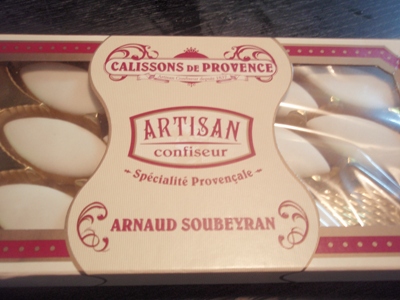 CALISSONS DE PROVENCE
ARTISAN
confiseur
- Spécialité Provençale -
ARNAUD SOUBEYRAN